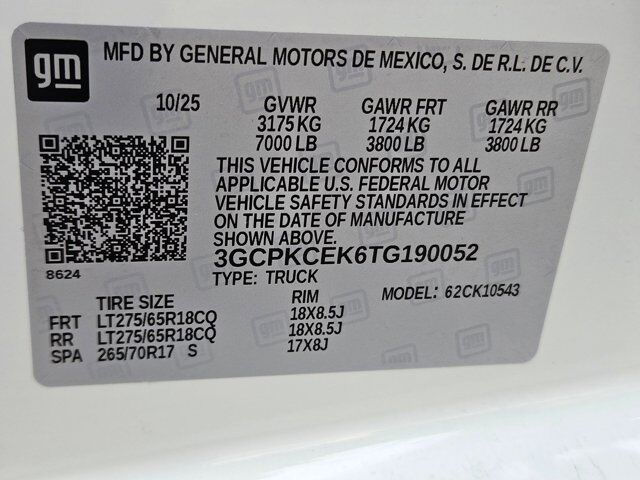 gm
MFD BY GENERAL MOTORS DE MEXICO, S. DE R.L. DE C.V.
10/25 GVWR GAWR FRT GAWR RR
3175 KG 1724 KG 1724 KG
7000 LB 3800 LB 3800 LB
THIS VEHICLE CONFORMS TO ALL
APPLICABLE U.S. FEDERAL MOTOR
VEHICLE SAFETY STANDARDS IN EFFECT
ON THE DATE OF MANUFACTURE
SHOWN ABOVE.
3GCPKCEK6TG190052
8624
TYPE: TRUCK
MODEL: 62CK10543
TIRE SIZE RIM
FRT LT275/65R18CQ 18X8.5J
RR LT275/65R18CQ 18X8.5J
SPA 265/70R17 S 17X8J